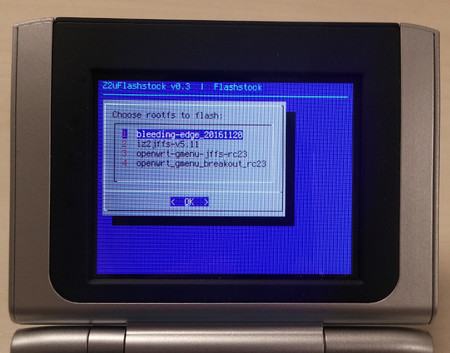 Z2uFlashstock v0.3 | Flashstock
Choose rootfs to flash:
1 bleeding-edge_20161120
2 iz2jffs-v5.11
3 openwrt-gmenu-jffs-rc23
4 openwrt_gmenu_breakout_rc23
< OK >